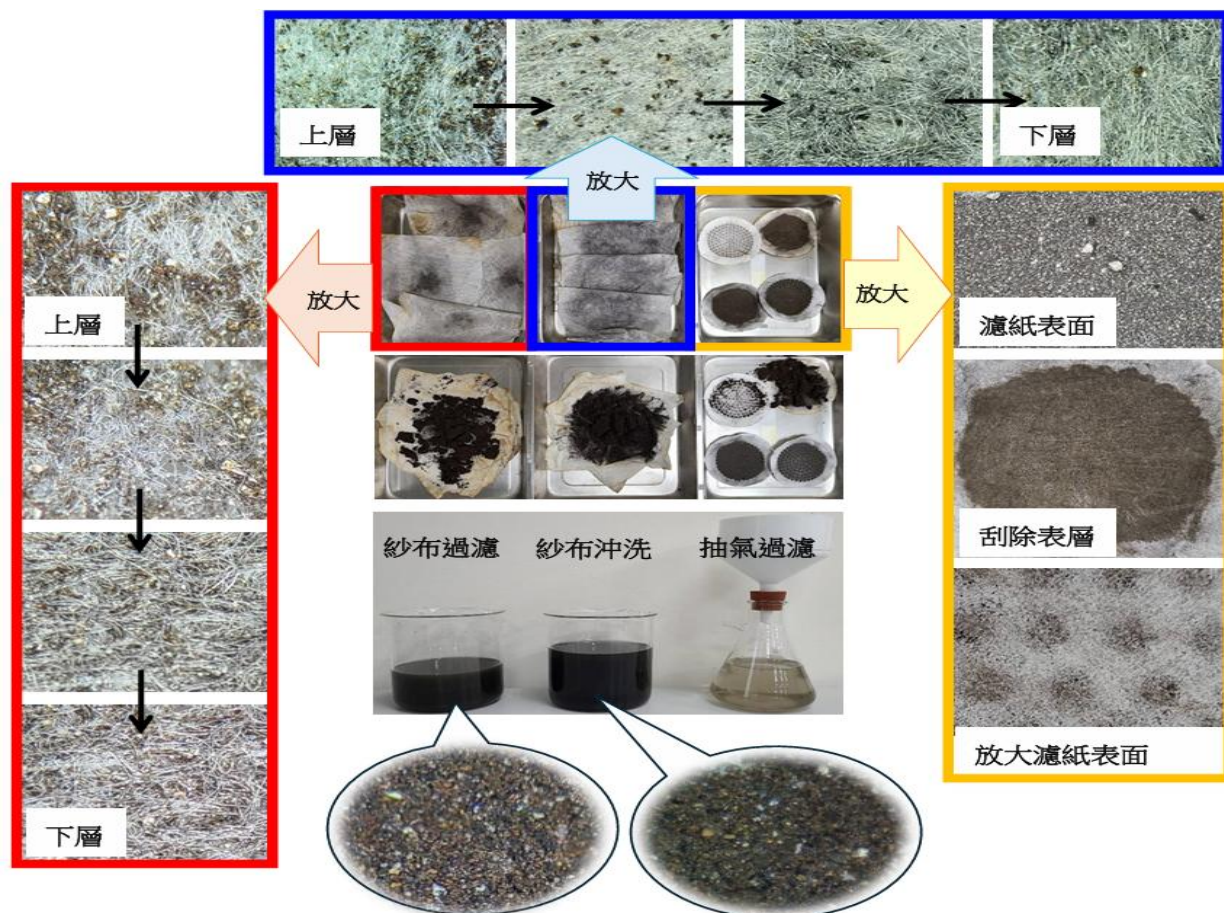 上層
下層
放大
上層
放大
放大
濾紙表面
刮除表層
紗布過濾
紗布沖洗
抽氣過濾
放大濾紙表面
下層